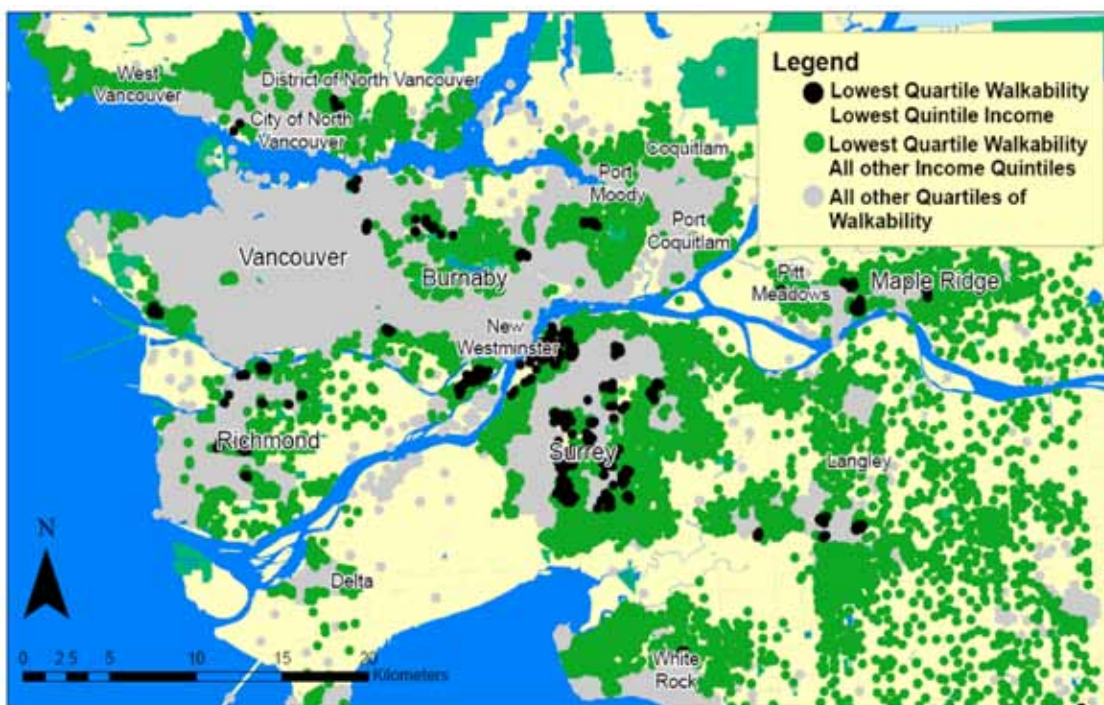 West
Vancouver
District of North Vancouver
City of North
Vancouver
Coquitlam
Port
Moody
Port
Coquitlam
Vancouver
Burnaby
Pitt
Meadows
Maple Ridge
New
Westminster
Richmond
Surrey
Langley
Delta
White
Rock
Legend
Lowest Quartile Walkability
Lowest Quintile Income
Lowest Quartile Walkability
All other Income Quintiles
All other Quartiles of
Walkability
N
0 2.5 5 10 15 20
Kilometers